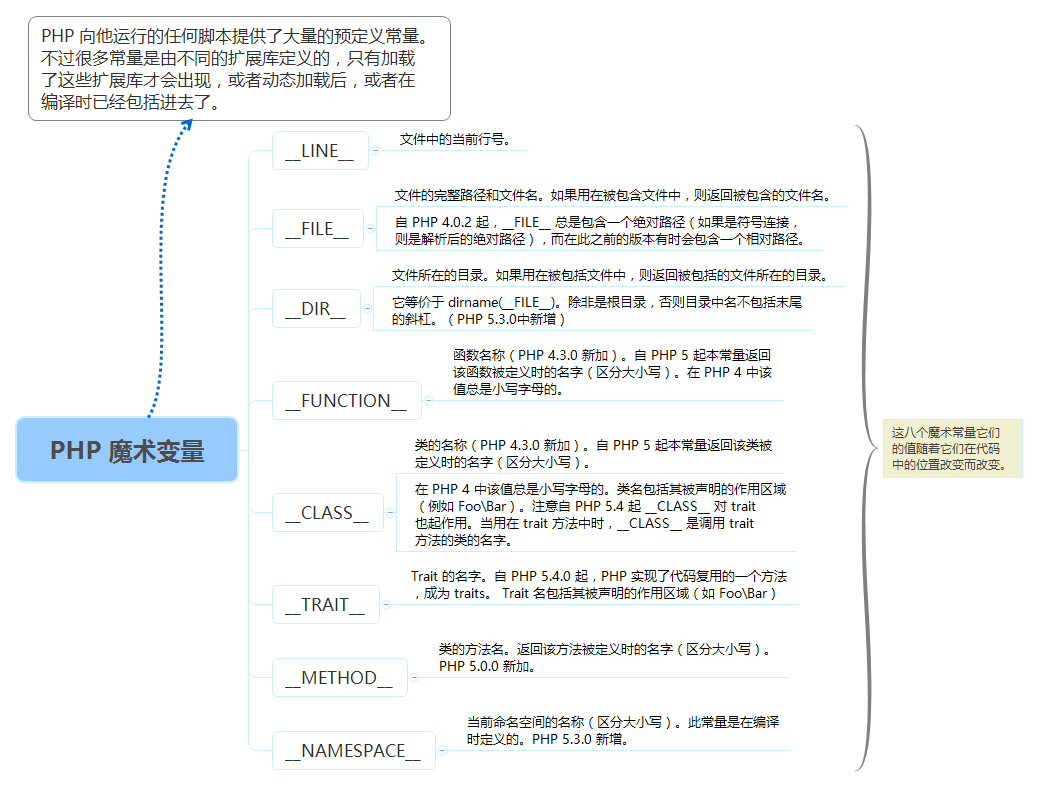 PHP 向他运行的任何脚本提供了大量的预定义常量。
不过很多常量是由不同的扩展库定义的，只有加载
了这些扩展库才会出现，或者动态加载后，或者在
编译时已经包括进去了。
PHP 魔术变量
__LINE__
文件中的当前行号。
__FILE__
文件的完整路径和文件名。如果用在被包含文件中，则返回被包含的文件名。
自 PHP 4.0.2 起，__FILE__ 总是包含一个绝对路径（如果是符号连接，
则是解析后的绝对路径），而在此之前的版本有时会包含一个相对路径。
__DIR__
文件所在的目录。如果用在被包括文件中，则返回被包括的文件所在的目录。
它等价于 dirname(__FILE__)。除非是根目录，否则目录中名不包括末尾
的斜杠。（PHP 5.3.0中新增）
__FUNCTION__
函数名称（PHP 4.3.0 新加）。自 PHP 5 起本常量返回
该函数被定义时的名字（区分大小写）。在 PHP 4 中该
值总是小写字母的。
__CLASS__
类的名称（PHP 4.3.0 新加）。自 PHP 5 起本常量返回该类被
定义时的名字（区分大小写）。
在 PHP 4 中该值总是小写字母的。类名包括其被声明的作用区域
（例如 Foo\Bar）。注意自 PHP 5.4 起 __CLASS__ 对 trait
也起作用。当用在 trait 方法中时，__CLASS__ 是调用 trait
方法的类的名字。
__TRAIT__
Trait 的名字。自 PHP 5.4.0 起，PHP 实现了代码复用的一个方法
，成为 traits。 Trait 名包括其被声明的作用区域（如 Foo\Bar）
__METHOD__
类的方法名。返回该方法被定义时的名字（区分大小写）。
PHP 5.0.0 新加。
__NAMESPACE__
当前命名空间的名称（区分大小写）。此常量是在编译
时定义的。PHP 5.3.0 新增。
这八个魔术常量它们
的值随着它们在代码
中的位置改变而改变。